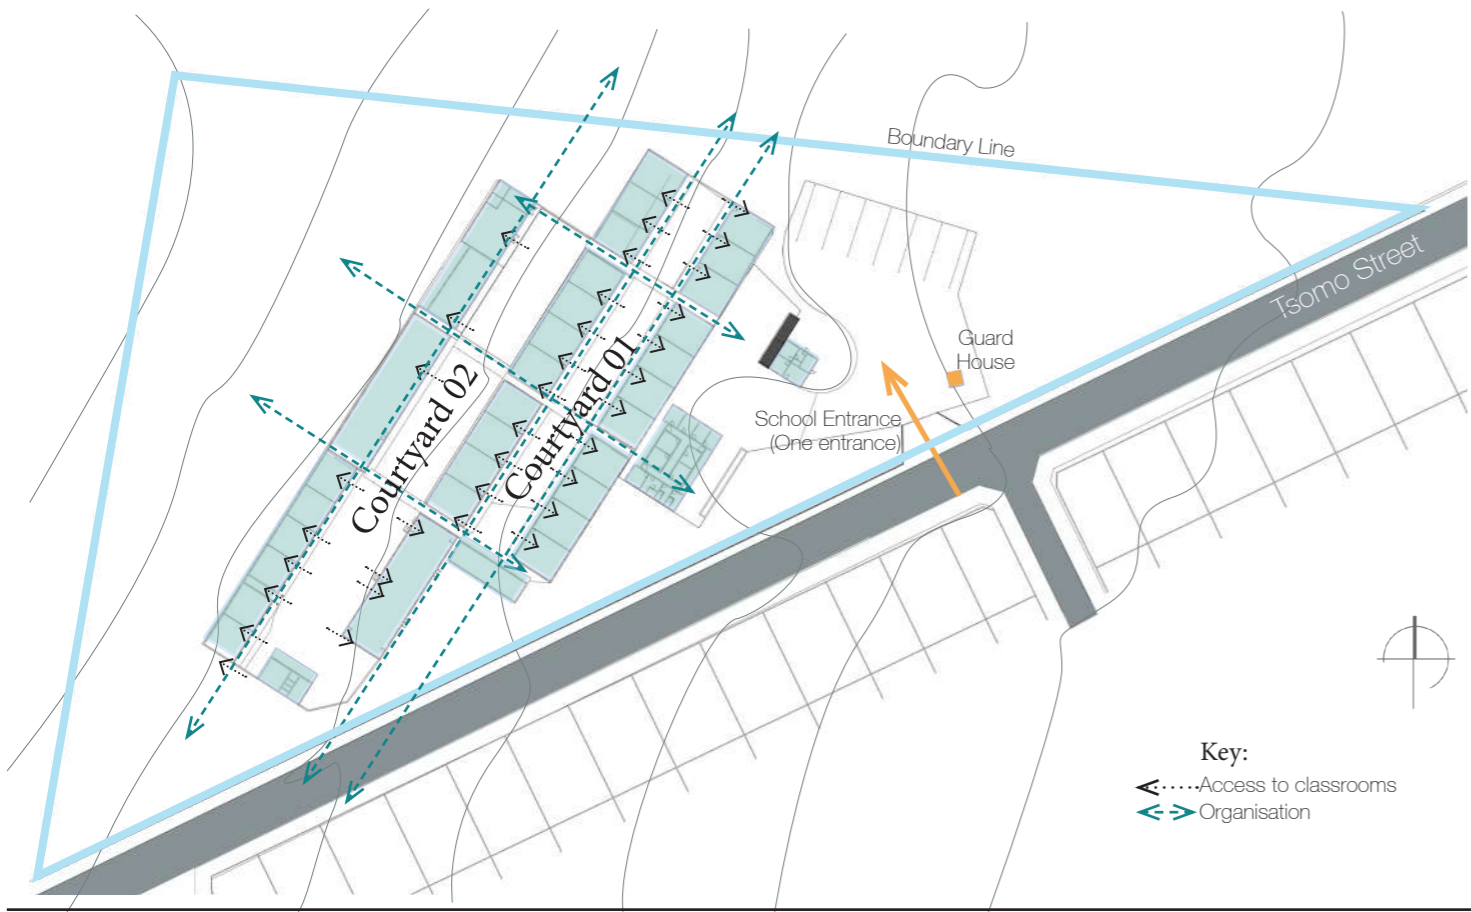 Boundary Line
Tsomo Street
Guard
House
School Entrance
(One entrance)
Courtyard 01
Courtyard 02
Key:
Access to classrooms
Organisation